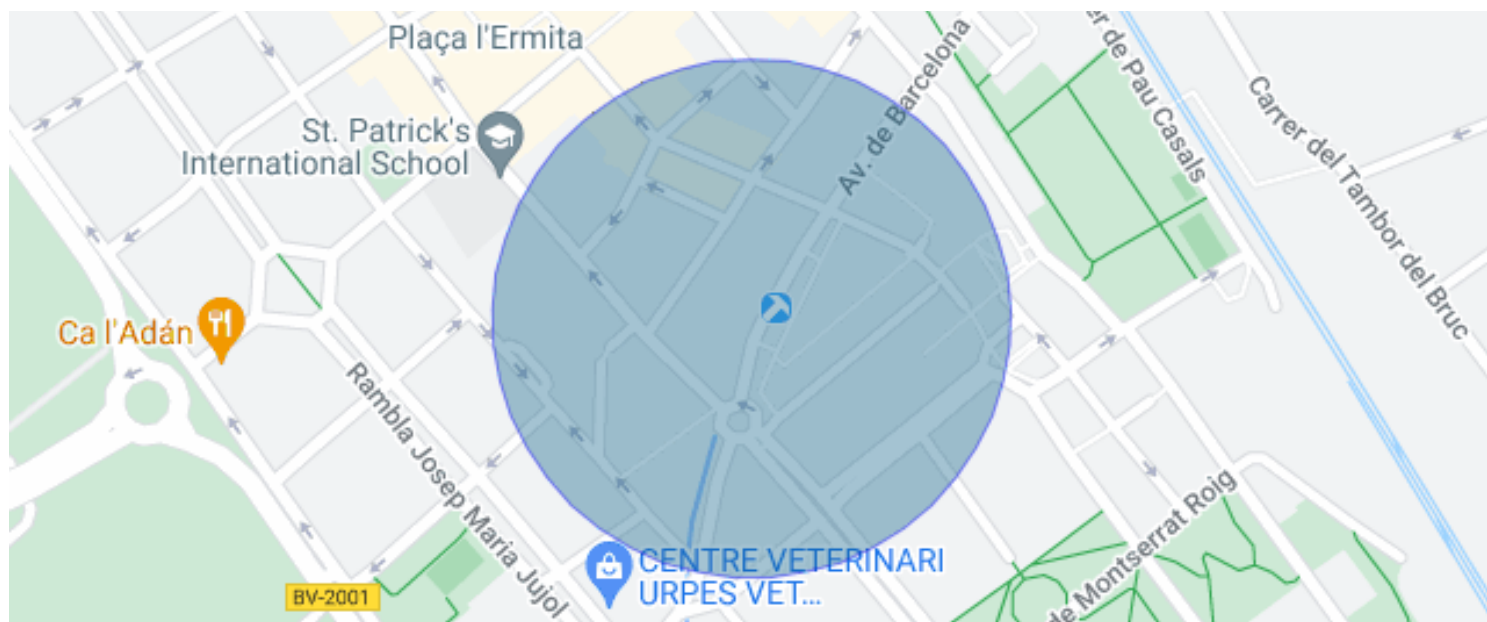 Plaça l'Ermita
St. Patrick's
International School
Av. de Barcelona
er de Pau Casals
Carrer del Tambor del Bruc
Ca l'Adán
Rambla Josep Maria Jujol
CENTRE VETERINARI
URPES VET...
BV-2001
de Montserrat Roig